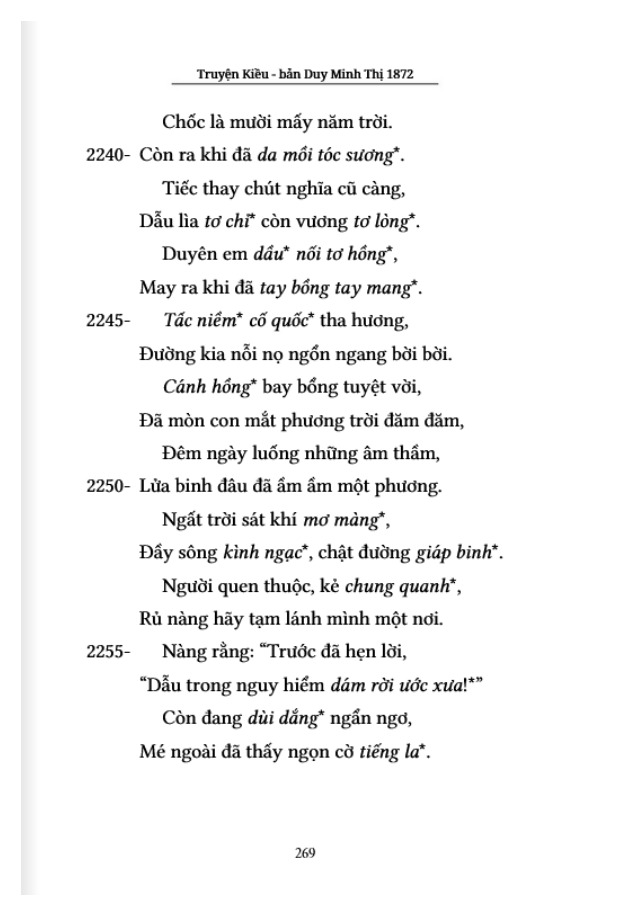 Truyện Kiều - bản Duy Minh Thị 1872
Chốc là mười mấy năm trời.
2240- Còn ra khi đã da mồi tóc sương*.
Tiếc thay chút nghĩa cũ càng,
Dẫu lìa tơ chỉ* còn vương tơ lòng*.
Duyên em dầu* nối tơ hồng*,
May ra khi đã tay bồng tay mang*.
2245- Tấc niềm* cố quốc* tha hương,
Đường kia nỗi nọ ngổn ngang bời bời.
Cánh hồng* bay bổng tuyệt vời,
Đã mòn con mắt phương trời đăm đăm,
Đêm ngày luống những âm thầm,
2250- Lửa binh đâu đã ầm ầm một phương.
Ngất trời sát khí mơ màng*,
Đầy sông kình ngạc*, chật đường giáp binh*.
Người quen thuộc, kẻ chung quanh*,
Rủ nàng hãy tạm lánh mình một nơi.
2255- Nàng rằng: “Trước đã hẹn lời,
“Dẫu trong nguy hiểm dám rời ước xưa!*”
Còn đang dùi dắng* ngẩn ngơ,
Mé ngoài đã thấy ngọn cờ tiếng la*.
269